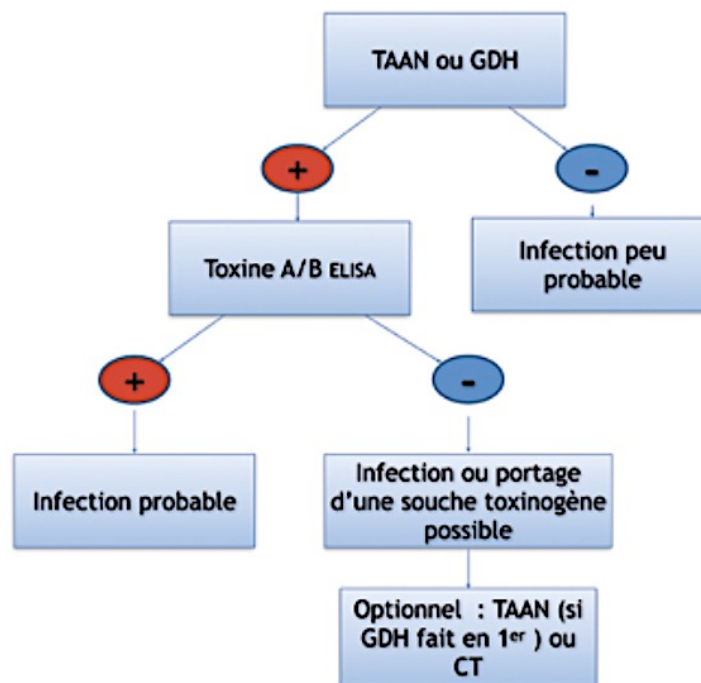 TAAN ou GDH
+
-
Toxine A/B ELISA
Infection peu
probable
+
-
Infection probable
Infection ou portage
d'une souche toxinogène
possible
Optionnel : TAAN (si
GDH fait en 1er ) ou
CT